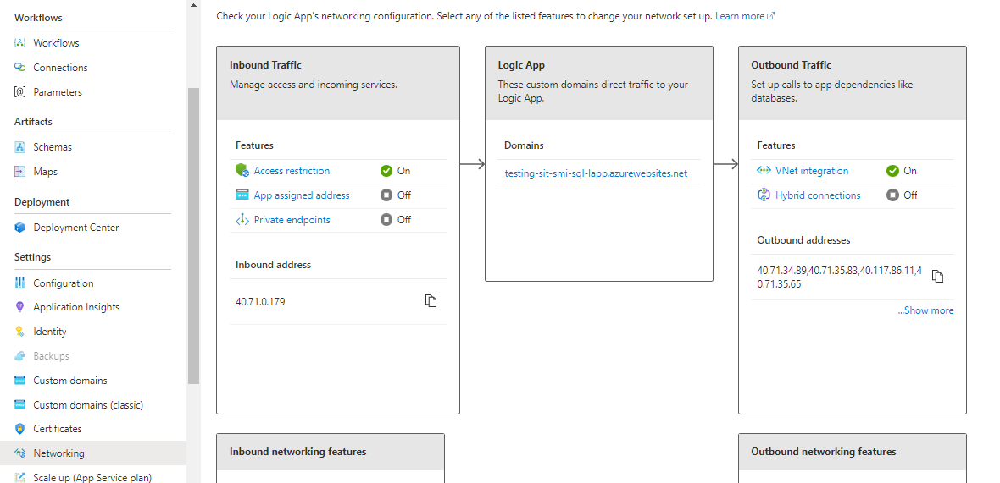 Workflows
Workflows
Connections
Parameters
Artifacts
Schemas
Maps
Deployment
Deployment Center
Settings
Configuration
Application Insights
Identity
Backups
Custom domains
Custom domains (classic)
Certificates
Networking
Scale up (App Service plan)
Check your Logic App's networking configuration. Select any of the listed features to change your network set up. Learn more
Inbound Traffic
Manage access and incoming services.
Features
Access restriction On
App assigned address Off
Private endpoints Off
Inbound address
40.71.0.179
Logic App
These custom domains direct traffic to your
Logic App.
Domains
testing-sit-smi-sql-lapp.azurewebsites.net
Outbound Traffic
Set up calls to app dependencies like
databases.
Features
VNet integration On
Hybrid connections Off
Outbound addresses
40.71.34.89,40.71.35.83,40.117.86.11,4
0.71.35.65
...Show more
Inbound networking features
Outbound networking features